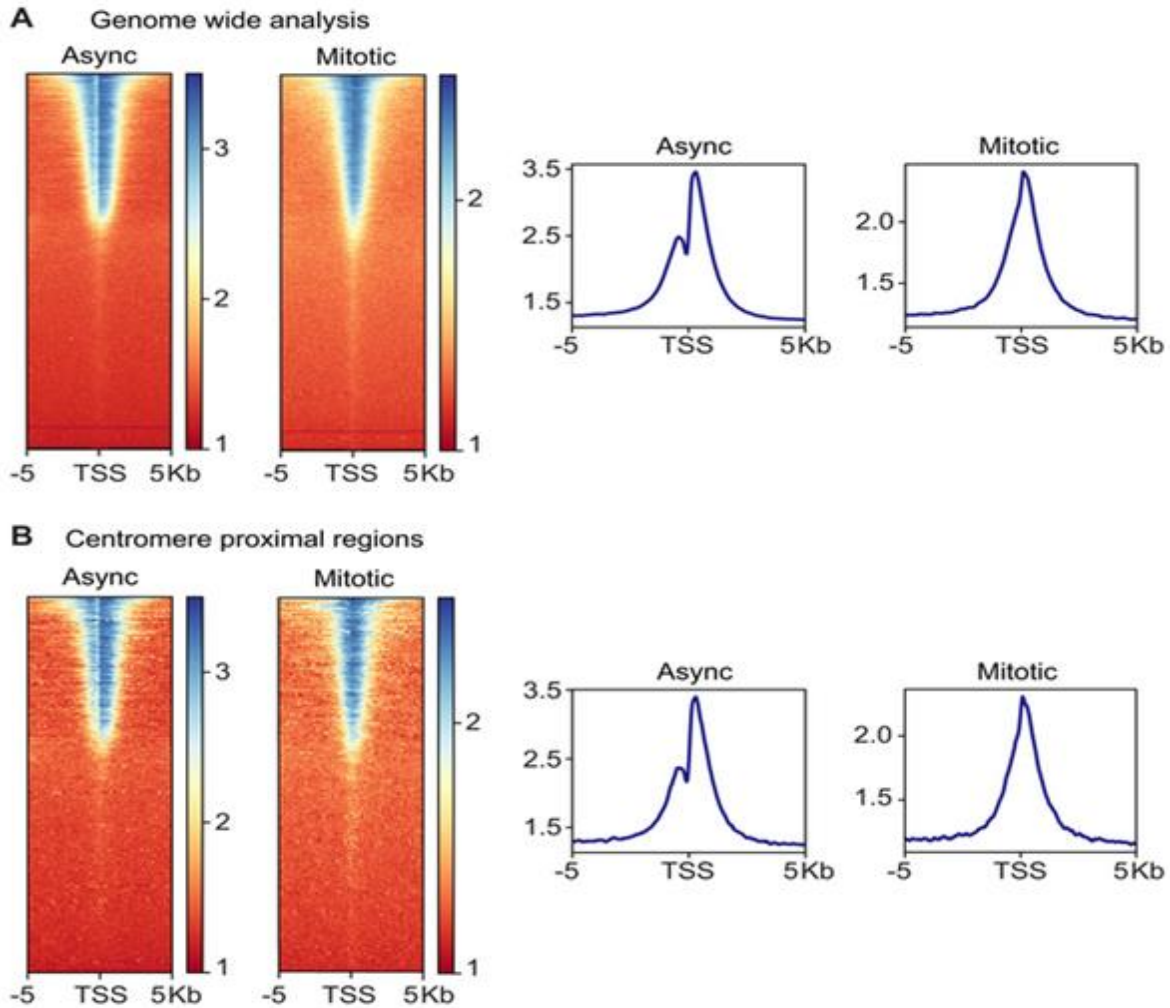 A Genome wide analysis
Async Mitotic
3
2
1
-5 TSS 5Kb
2
1
-5 TSS 5Kb
Async
3.5
2.5
1.5
-5 TSS 5Kb
Mitotic
2.0
1.5
-5 TSS 5Kb
B Centromere proximal regions
Async Mitotic
3
2
1
-5 TSS 5Kb
2
1
-5 TSS 5Kb
Async
3.5
2.5
1.5
-5 TSS 5Kb
Mitotic
2.0
1.5
-5 TSS 5Kb